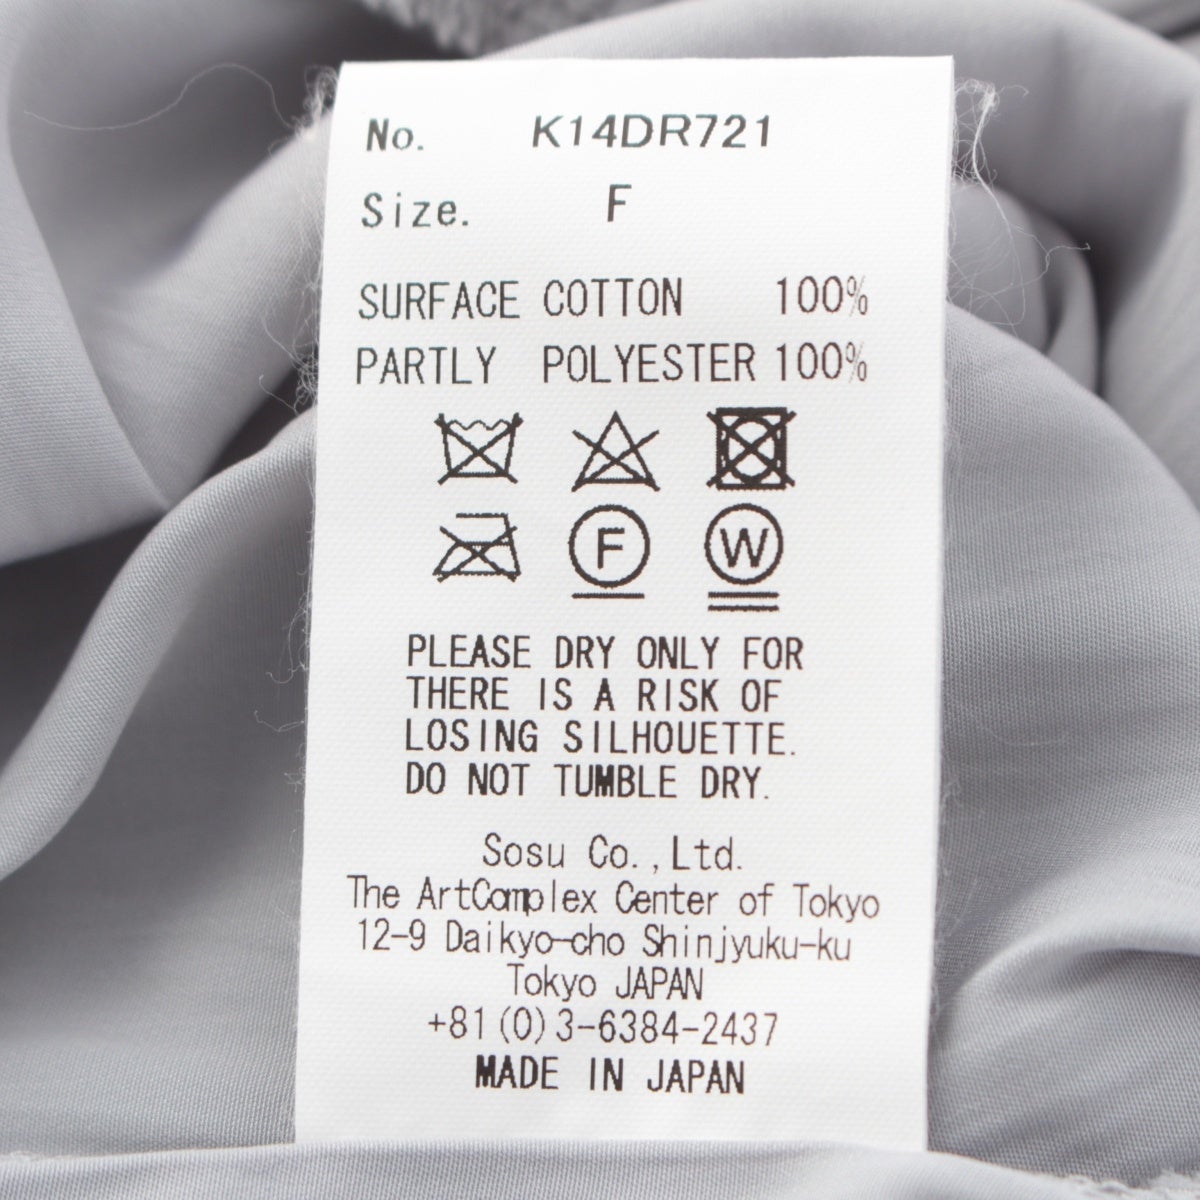 No. K14DR721
Size. F
SURFACE COTTON 100%
PARTLY POLYESTER 100%
F W
PLEASE DRY ONLY FOR
THERE IS A RISK OF
LOSING SILHOUETTE.
DO NOT TUMBLE DRY.
Sosu Co.,Ltd.
The ArtComplex Center of Tokyo
12-9 Daikyo-cho Shinjyuku-ku
Tokyo JAPAN
+81(0)3-6384-2437
MADE IN JAPAN